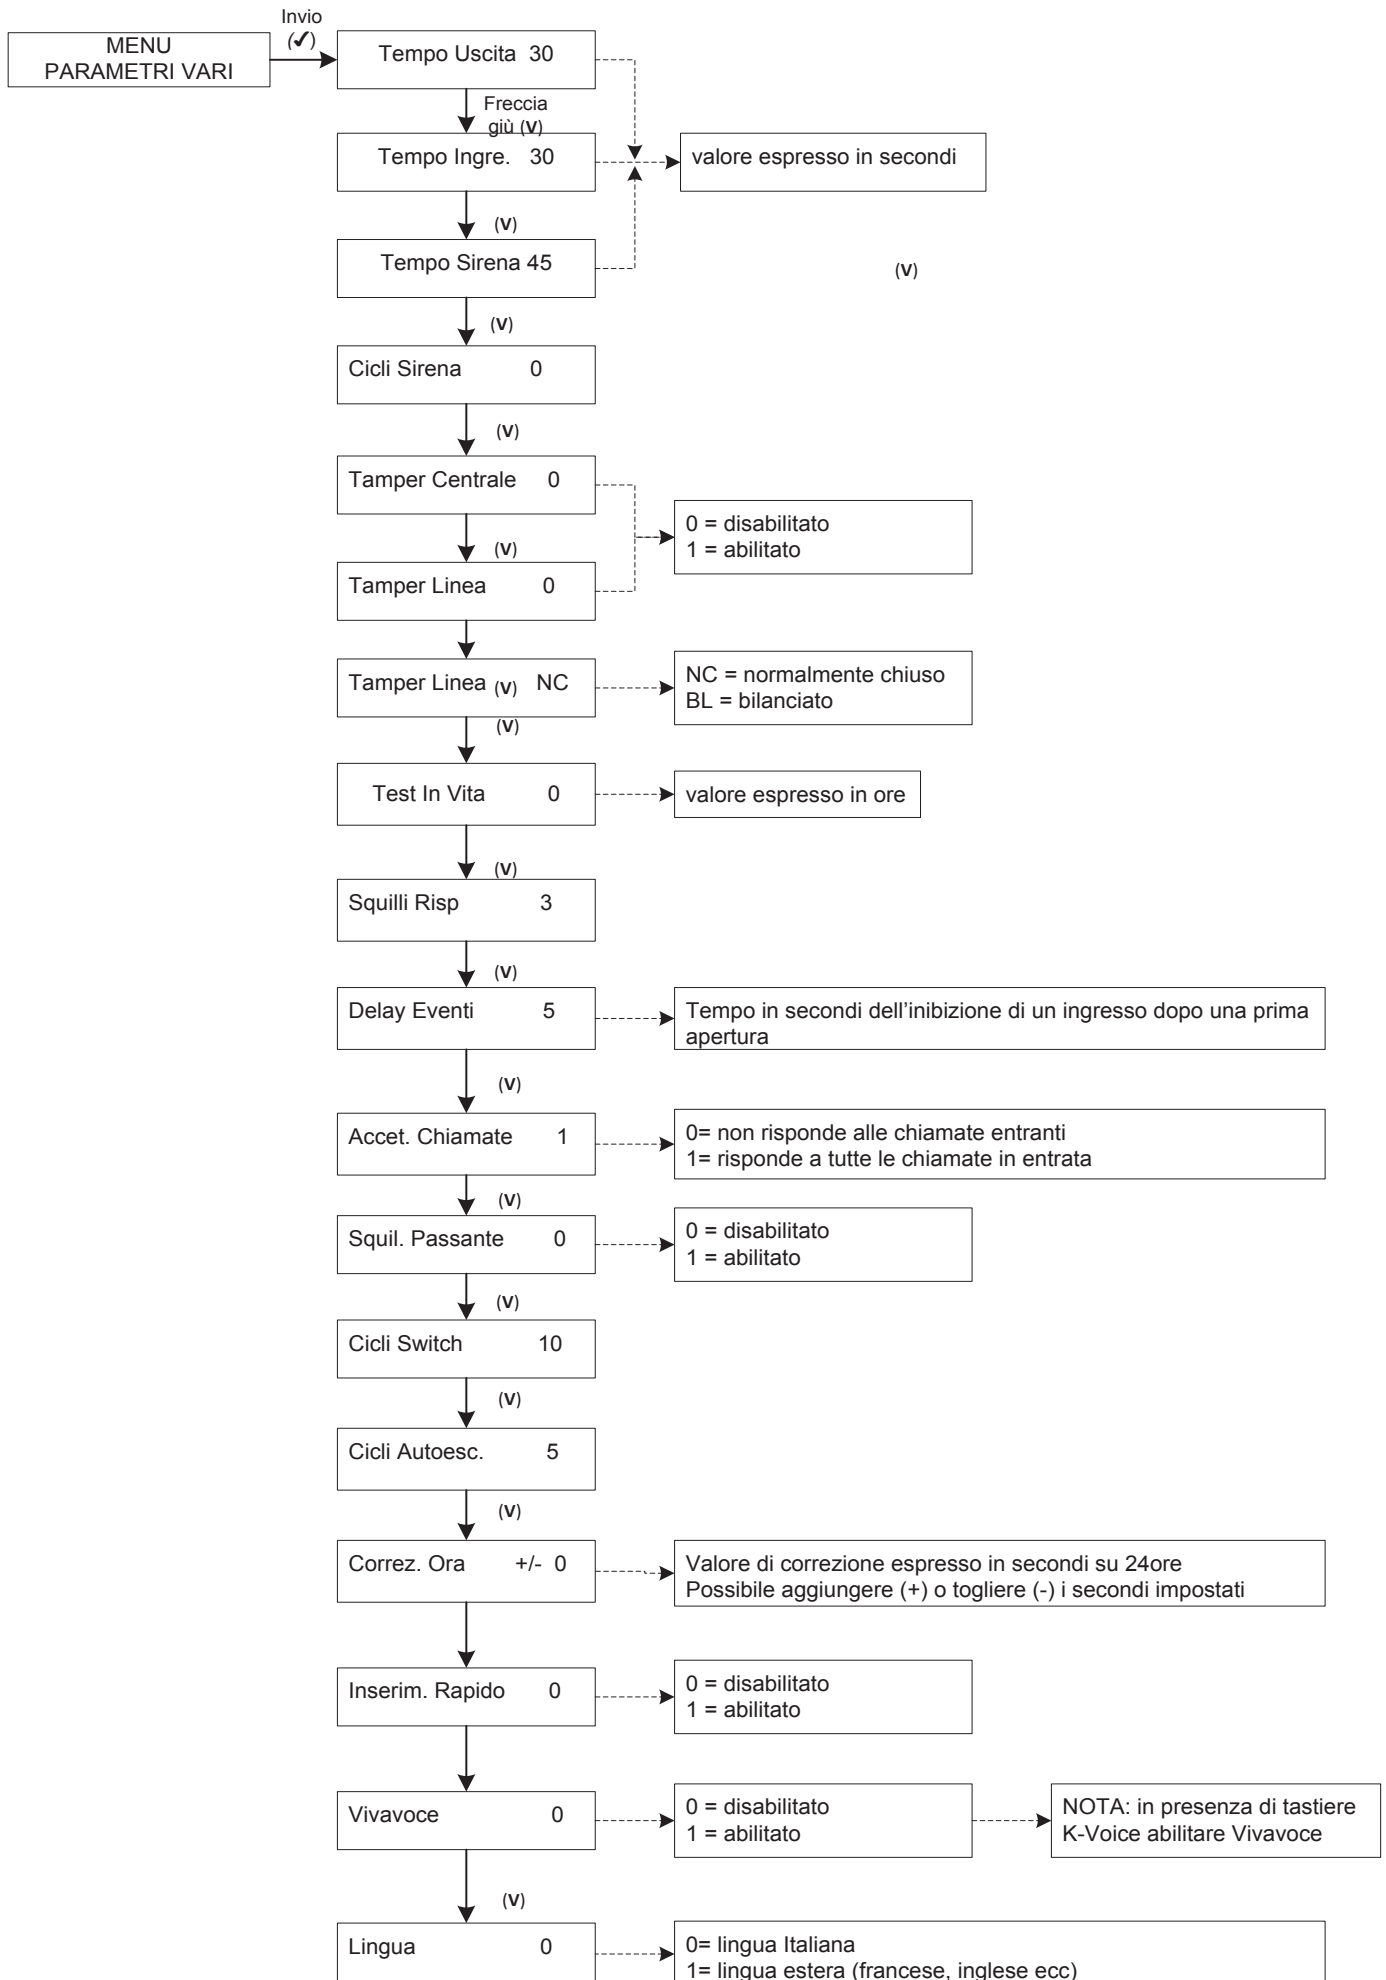 Invio
(✓)
MENU
PARAMETRI VARI
Tempo Uscita 30
Freccia
giù (V)
Tempo Ingre. 30
valore espresso in secondi
(V)
Tempo Sirena 45
(V)
(V)
Cicli Sirena 0
(V)
Tamper Centrale 0
0 = disabilitato
1 = abilitato
(V)
Tamper Linea 0
Tamper Linea (V) NC
NC = normalmente chiuso
BL = bilanciato
(V)
Test In Vita 0
valore espresso in ore
(V)
Squilli Risp 3
(V)
Delay Eventi 5
Tempo in secondi dell'inibizione di un ingresso dopo una prima
apertura
(V)
Accet. Chiamate 1
0= non risponde alle chiamate entranti
1= risponde a tutte le chiamate in entrata
(V)
Squil. Passante 0
0 = disabilitato
1 = abilitato
(V)
Cicli Switch 10
(V)
Cicli Autoesc. 5
(V)
Correz. Ora +/- 0
Valore di correzione espresso in secondi su 24ore
Possibile aggiungere (+) o togliere (-) i secondi impostati
Inserim. Rapido 0
0 = disabilitato
1 = abilitato
Vivavoce 0
0 = disabilitato
1 = abilitato
NOTA: in presenza di tastiere
K-Voice abilitare Vivavoce
(V)
Lingua 0
0= lingua Italiana
1= lingua estera (francese, inglese ecc)